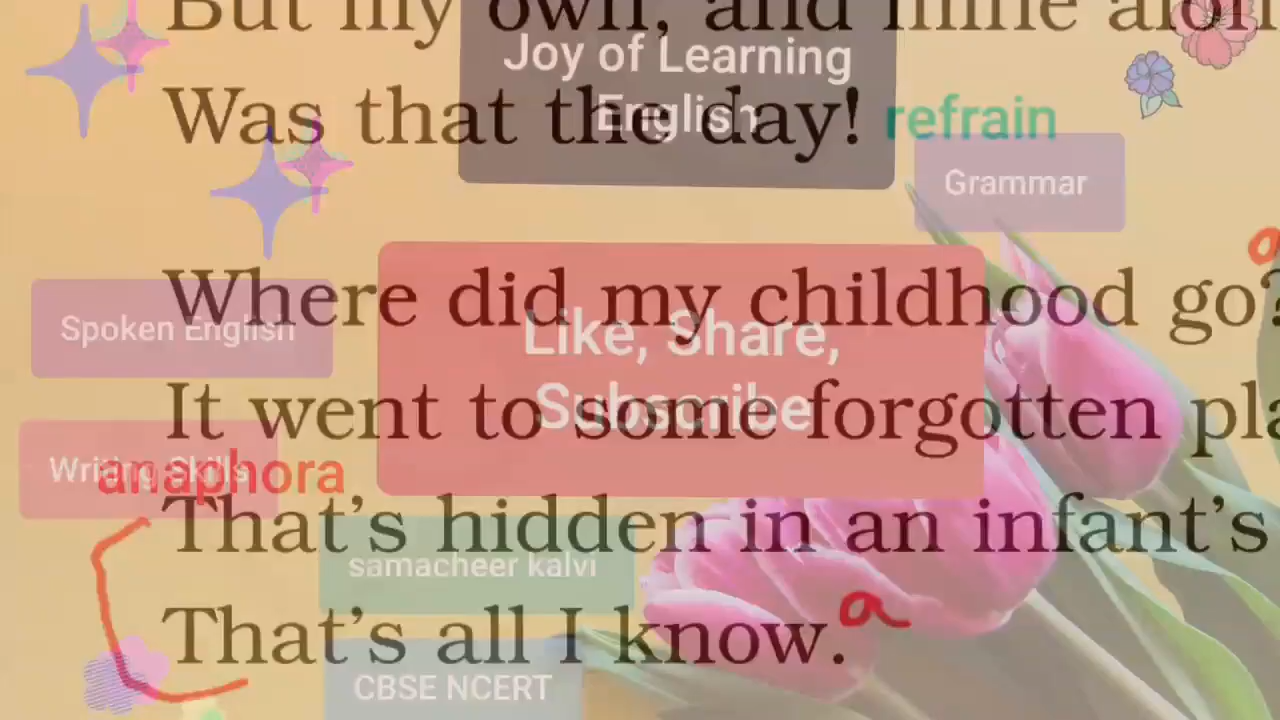 But my own, and mine
Joy of Learning
English
Was that the day! refrain
Grammar
Where did my childhood go?
a
Spoken English
Like, Share,
Subscribe
It went to some forgotten
anaphora
Writing Skills
That's hidden in an infant's
samacheer kalvi
That's all I know. a
CBSE NCERT